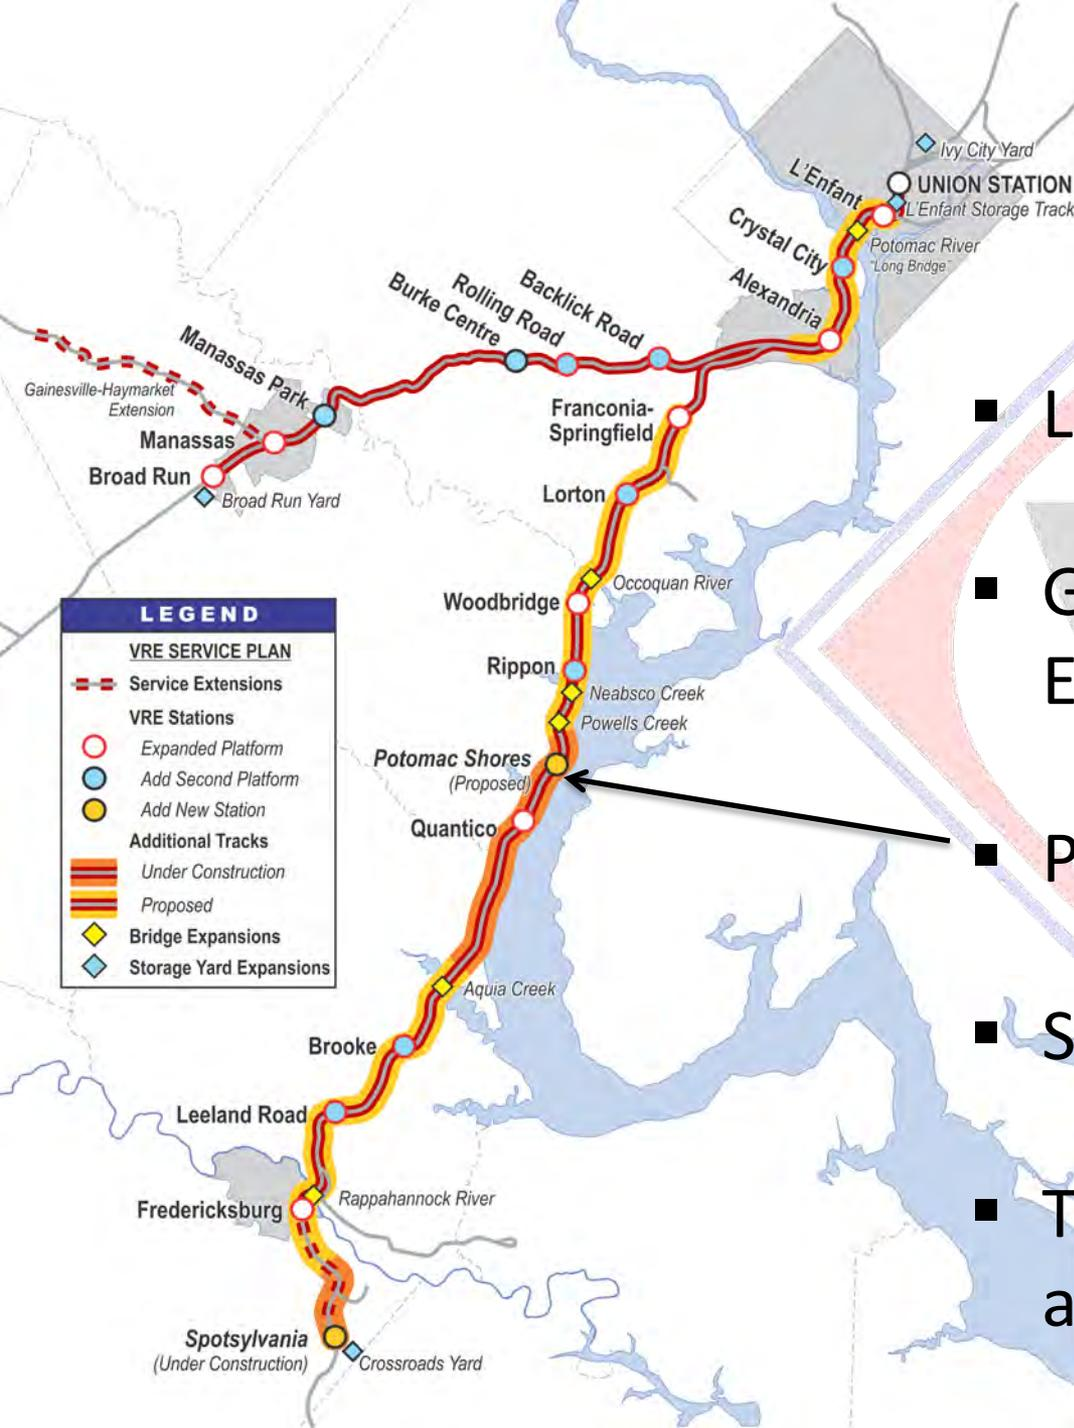 Ivy City Yard
L'Enfant
UNION STATION
L'Enfant Storage Track
Crystal City
Potomac River
"Long Bridge"
Alexandria
Backlick Road
Rolling Road
Burke Centre
Manassas Park
Gainesville-Haymarket
Extension
Manassas
Broad Run
Broad Run Yard
Franconia-
Springfield
Lorton
Occoquan River
Woodbridge
Rippon
Neabsco Creek
Powells Creek
Potomac Shores
(Proposed)
Quantico
LEGEND
VRE SERVICE PLAN
Service Extensions
VRE Stations
Expanded Platform
Add Second Platform
Add New Station
Additional Tracks
Under Construction
Proposed
Bridge Expansions
Storage Yard Expansions
Aquia Creek
Brooke
Leeland Road
Rappahannock River
Fredericksburg
Spotsylvania
(Under Construction)
Crossroads Yard
▪ L
▪ G
E
▪ P
▪ S
▪ T
a